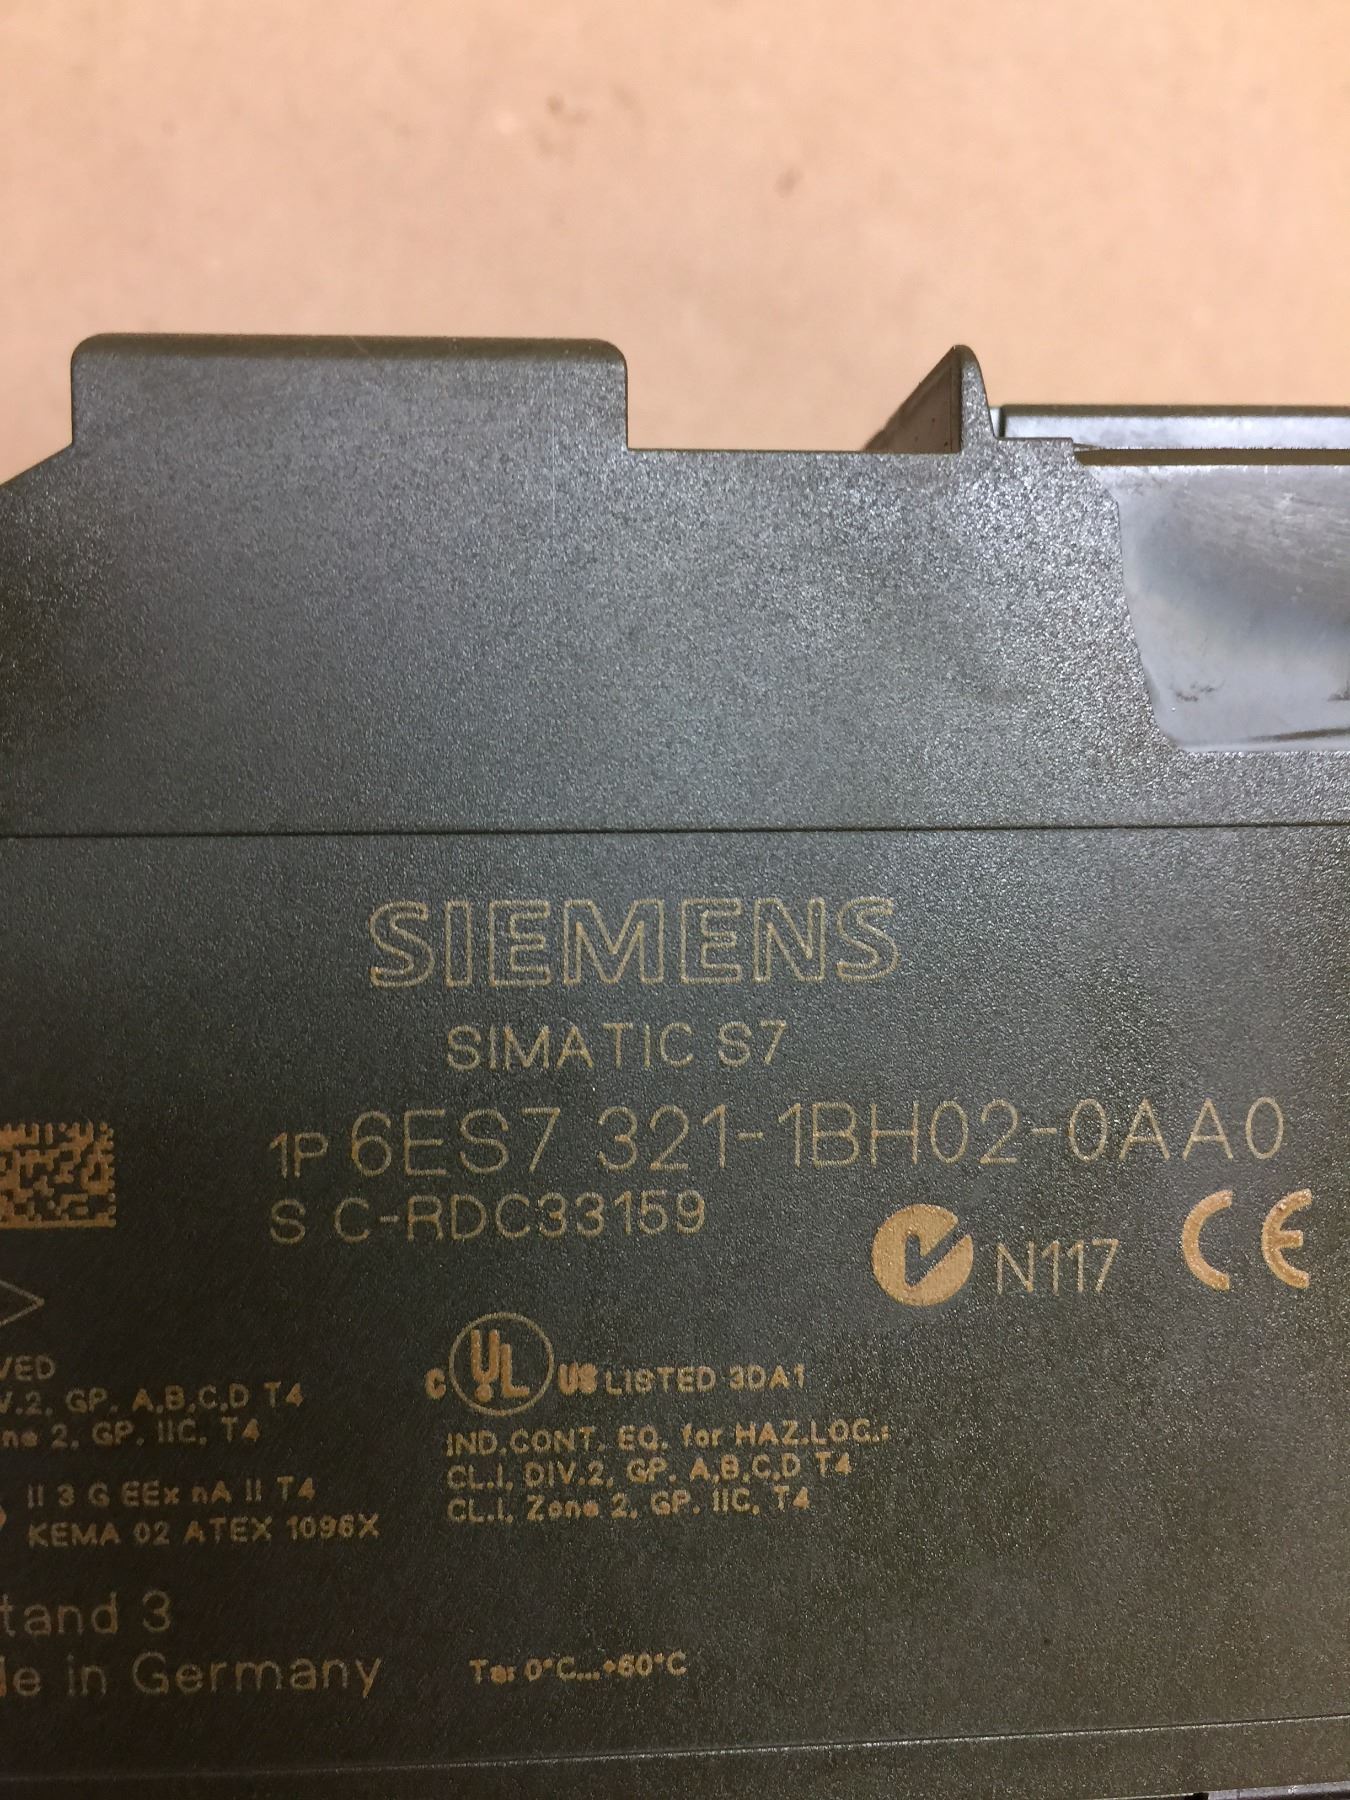 SIEMENS
SIMATIC S7
1P 6ES7 321-1BH02-0AA0
S C-RDC33159
N117 CE
VED
V.2, GP. A,B,C,D T4
ne 2, GP. IIC, T4
II 3 G EEx nA II T4
KEMA 02 ATEX 1096X
tand 3
de in Germany
c UL US LISTED 3DA1
IND.CONT. EQ. for HAZ.LOC.:
CL.I, DIV.2, GP. A,B,C,D T4
CL.I, Zone 2, GP. IIC, T4
Ta: 0°C...+60°C